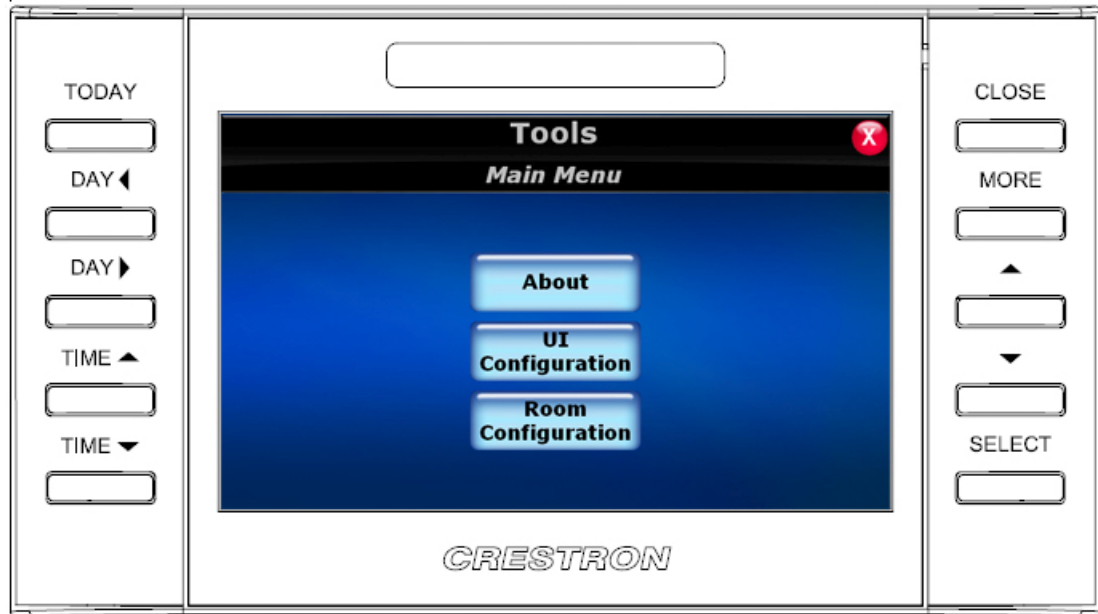 TODAY
DAY ◀
DAY ▶
TIME ▲
TIME ▼
Tools
X
Main Menu
About
UI
Configuration
Room
Configuration
CRESTRON
CLOSE
MORE
▲
▼
SELECT